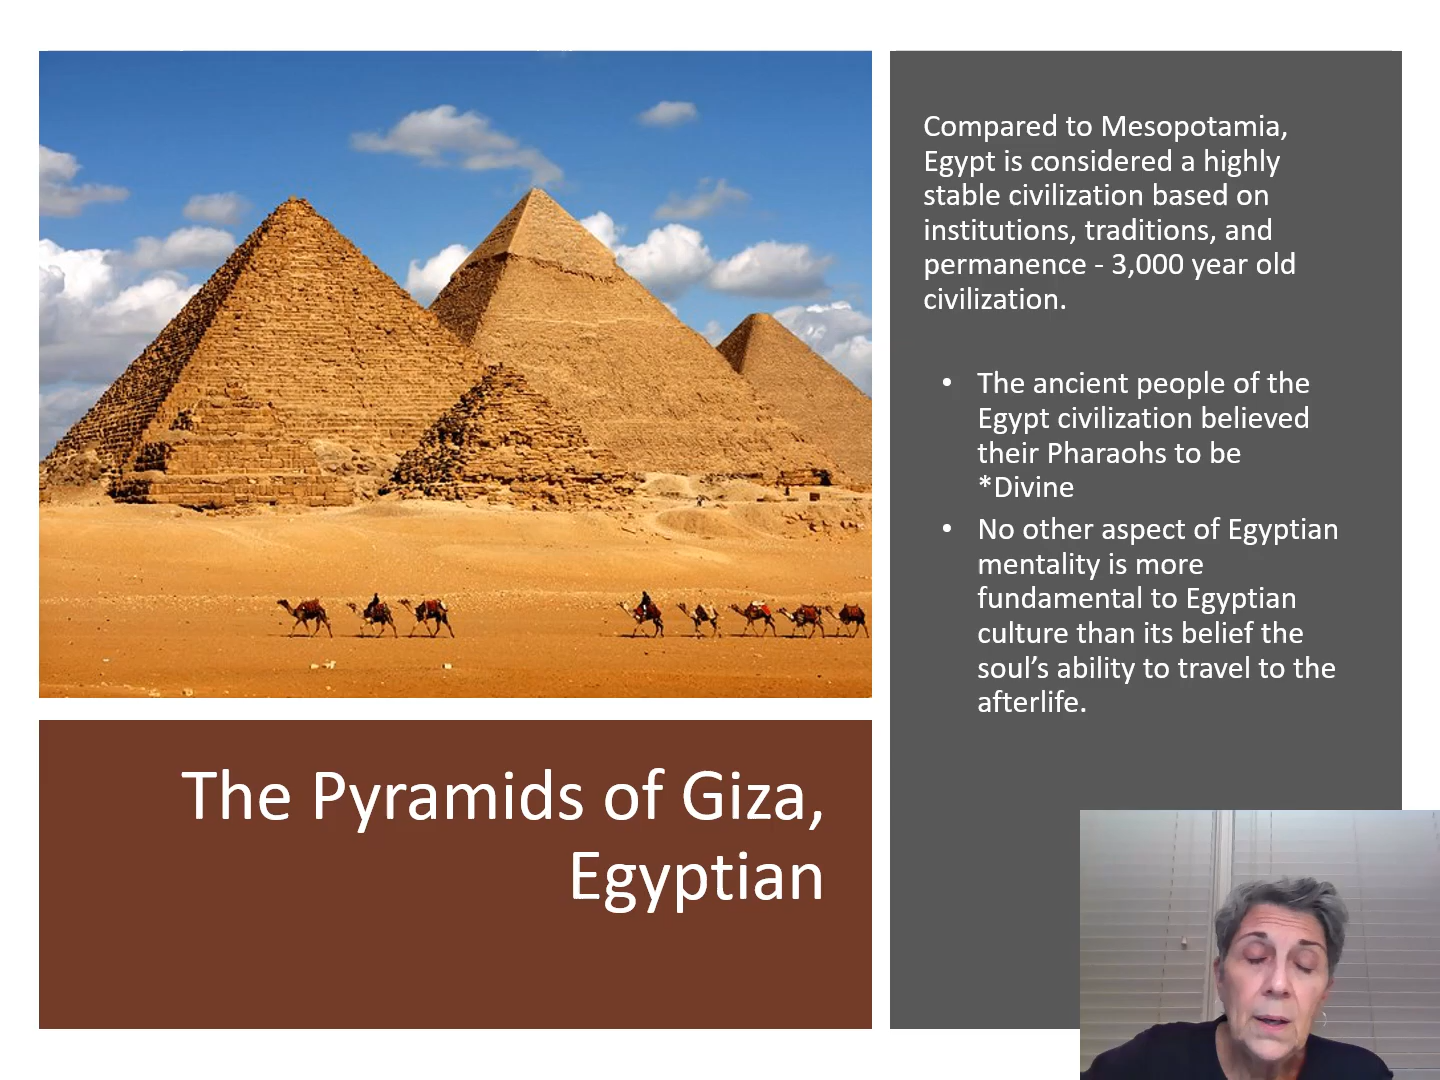 Compared to Mesopotamia,
Egypt is considered a highly
stable civilization based on
institutions, traditions, and
permanence - 3,000 year old
civilization.
• The ancient people of the
Egypt civilization believed
their Pharaohs to be
*Divine
• No other aspect of Egyptian
mentality is more
fundamental to Egyptian
culture than its belief the
soul’s ability to travel to the
afterlife.
The Pyramids of Giza,
Egyptian